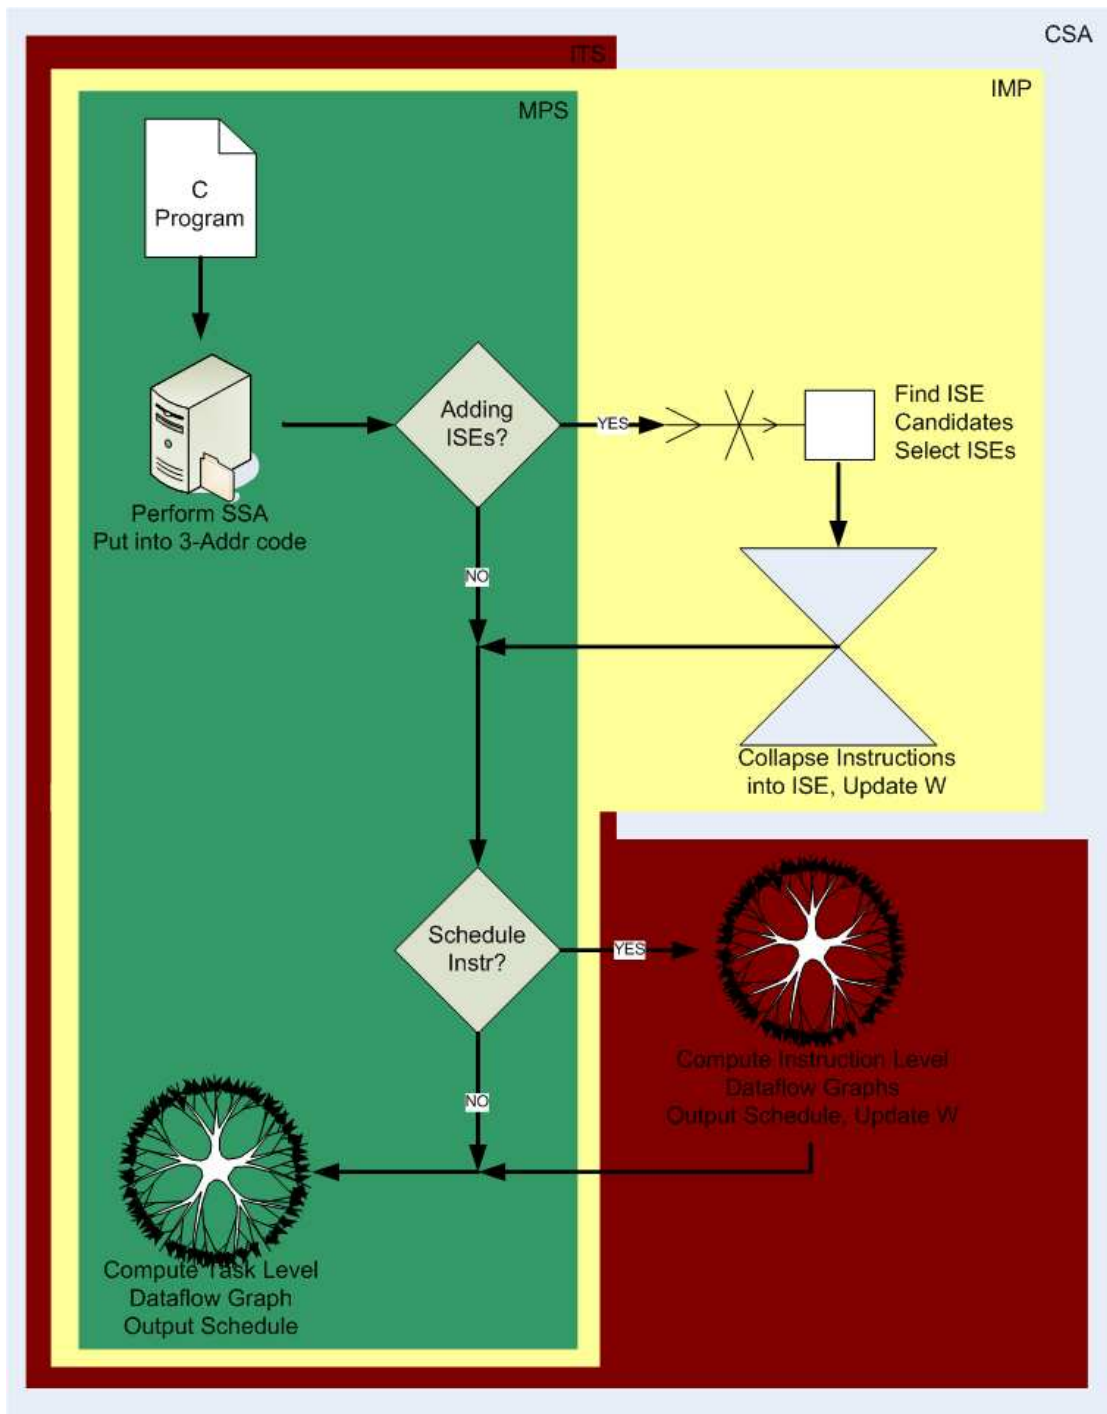 CSA
ITS
IMP
MPS
C
Program
Perform SSA
Put into 3-Addr code
Adding
ISEs?
YES
Find ISE
Candidates
Select ISEs
NO
Collapse Instructions
into ISE, Update W
Schedule
Instr?
YES
Compute Instruction Level
Dataflow Graphs
Output Schedule, Update W
NO
Compute Task Level
Dataflow Graph
Output Schedule